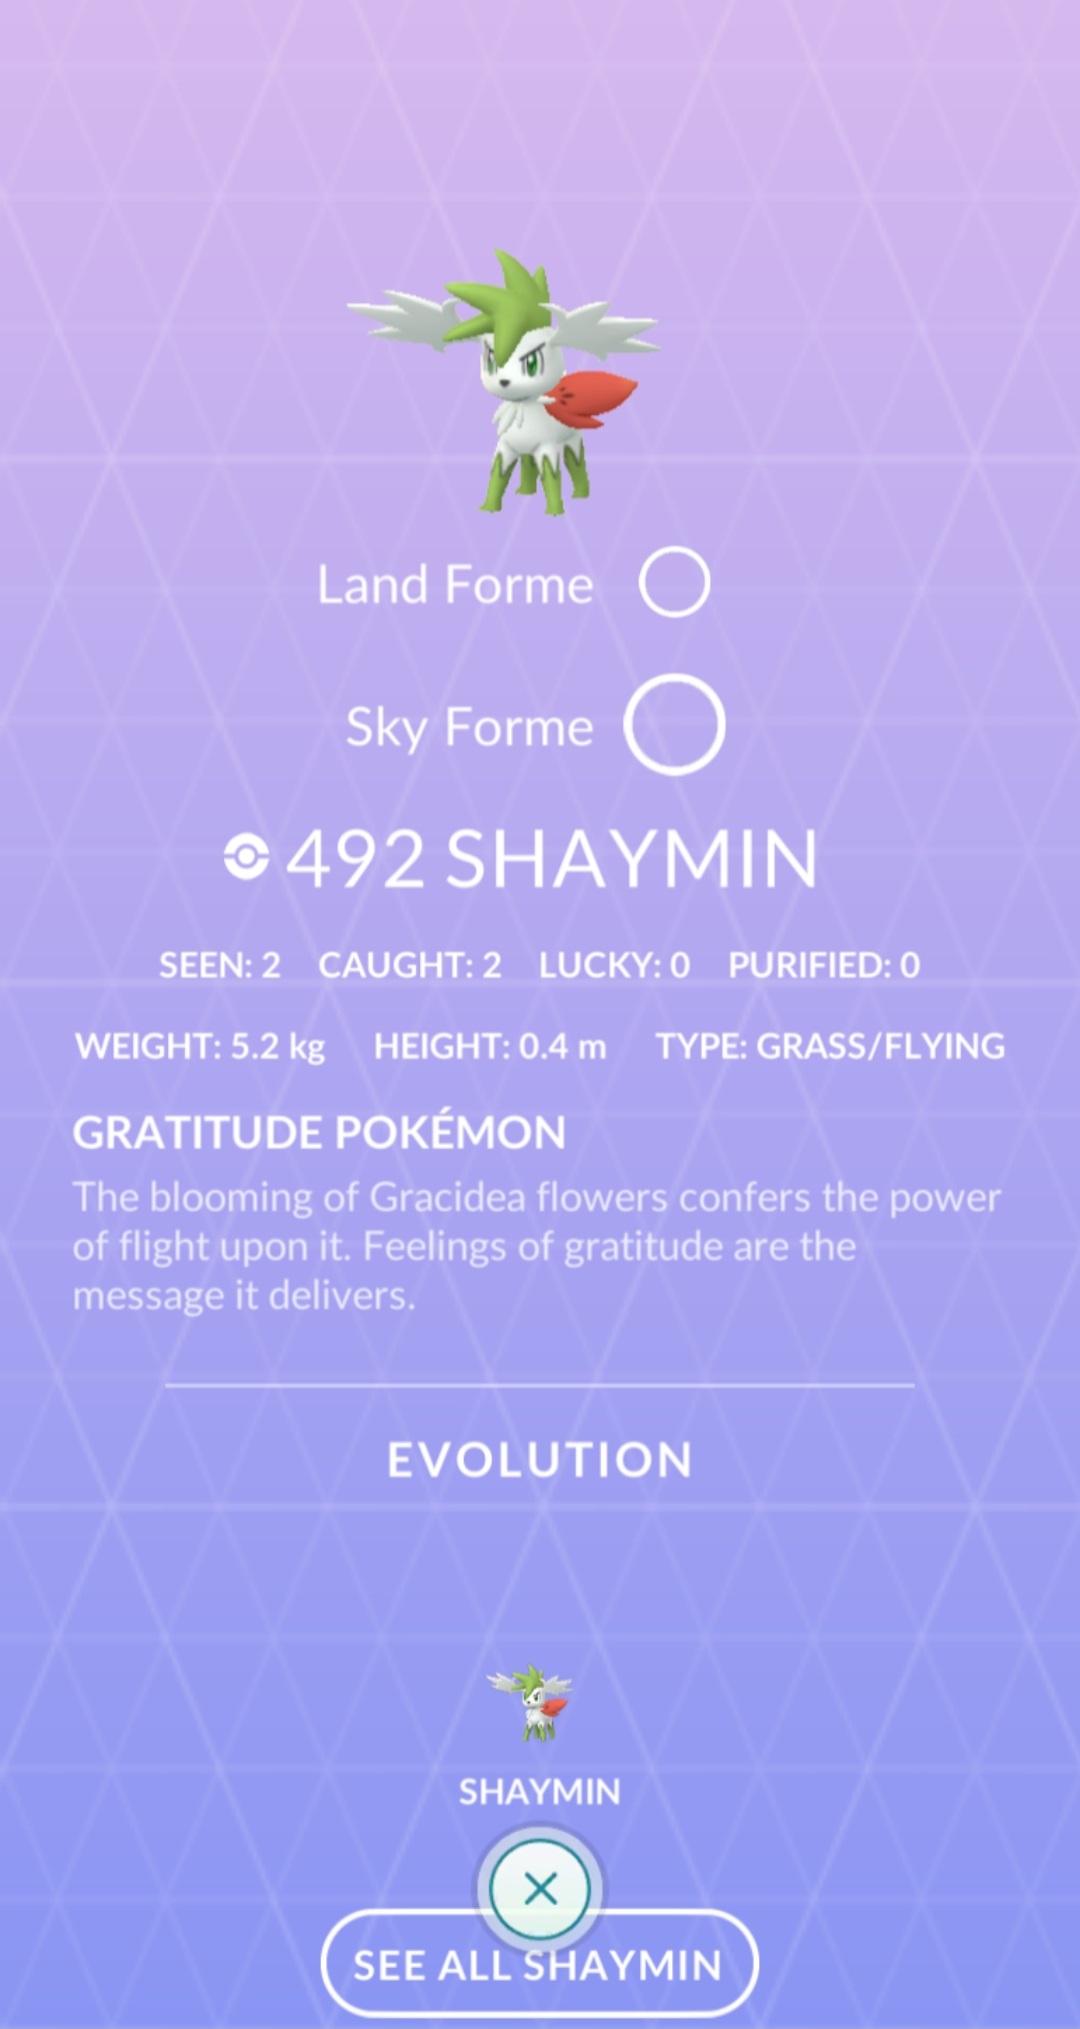 Land Forme
Sky Forme
492 SHAYMIN
SEEN: 2 CAUGHT: 2 LUCKY: 0 PURIFIED: 0
WEIGHT: 5.2 kg HEIGHT: 0.4 m TYPE: GRASS/FLYING
GRATITUDE POKÉMON
The blooming of Gracidea flowers confers the power
of flight upon it. Feelings of gratitude are the
message it delivers.
EVOLUTION
SHAYMIN
SEE ALL SHAYMIN